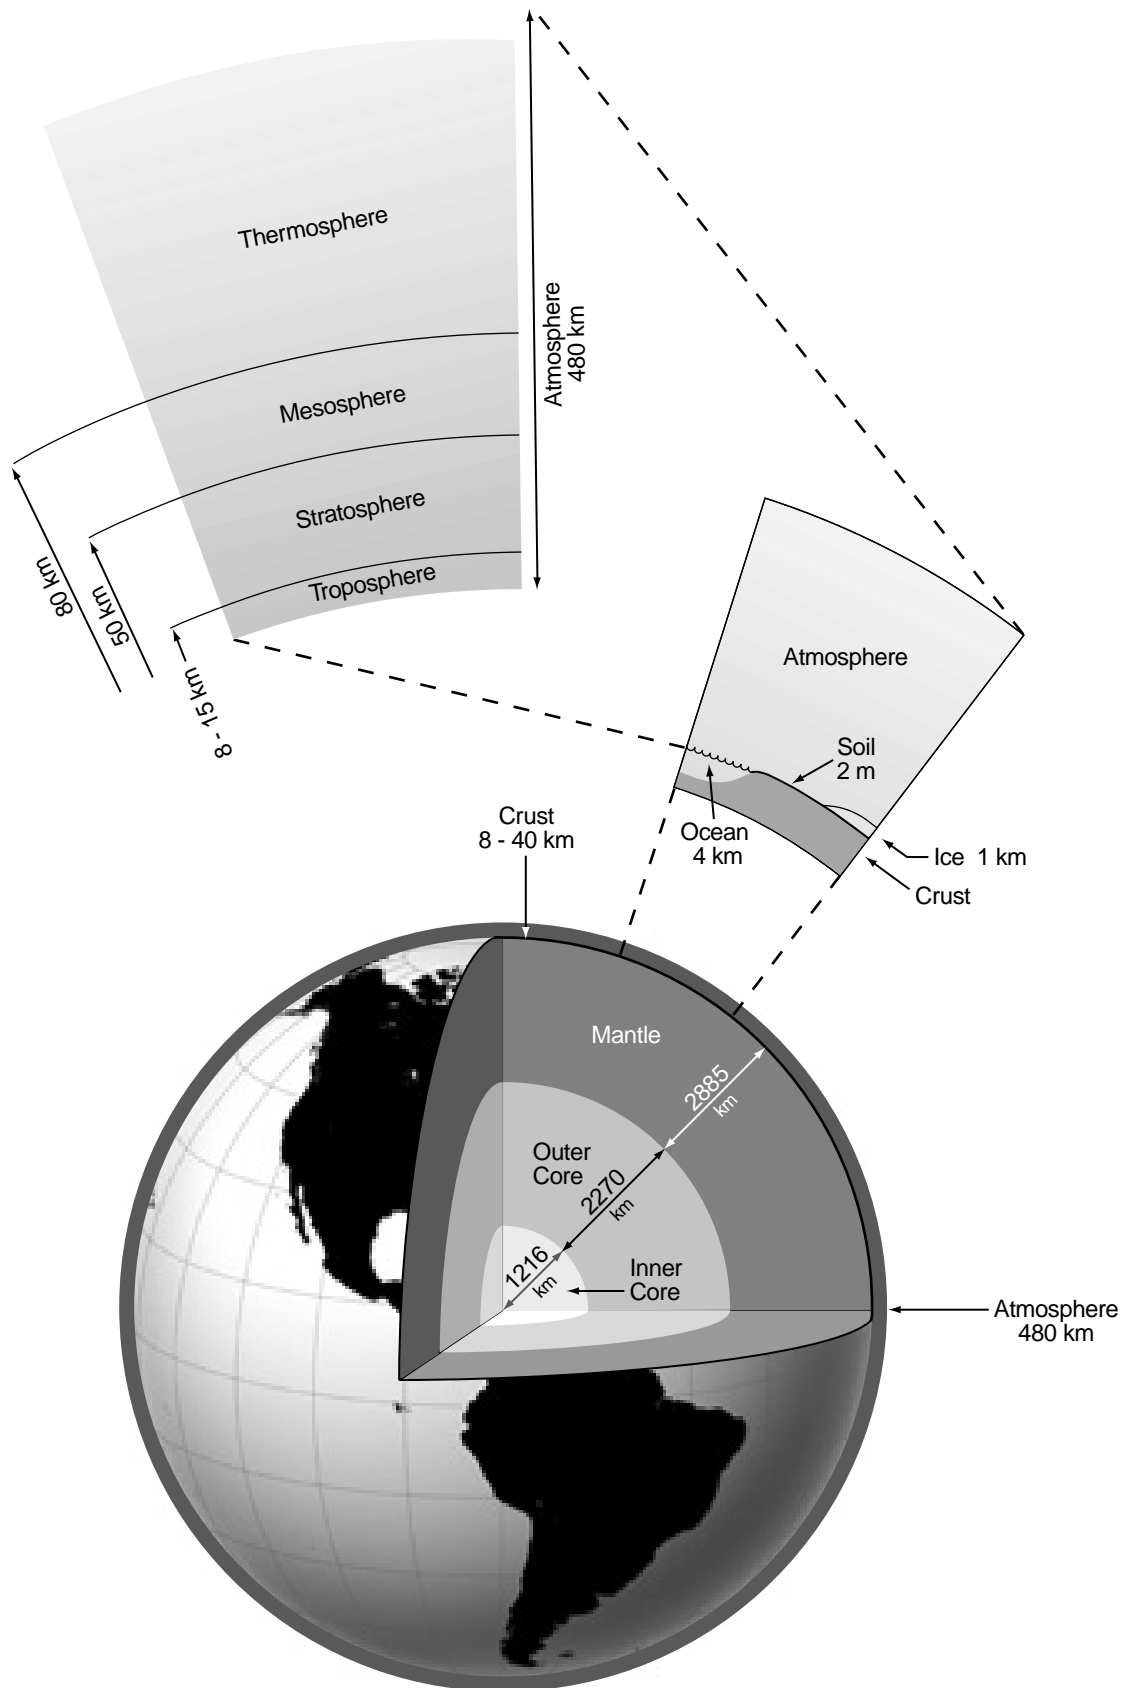 Thermosphere
Atmosphere
480 km
Mesosphere
Stratosphere
Troposphere
80 km
50 km
8 - 15 km
Atmosphere
Soil
2 m
Ocean
4 km
Ice 1 km
Crust
Crust
8 - 40 km
Mantle
2885
km
Outer
Core
2270
km
1216
km
Inner
Core
Atmosphere
480 km